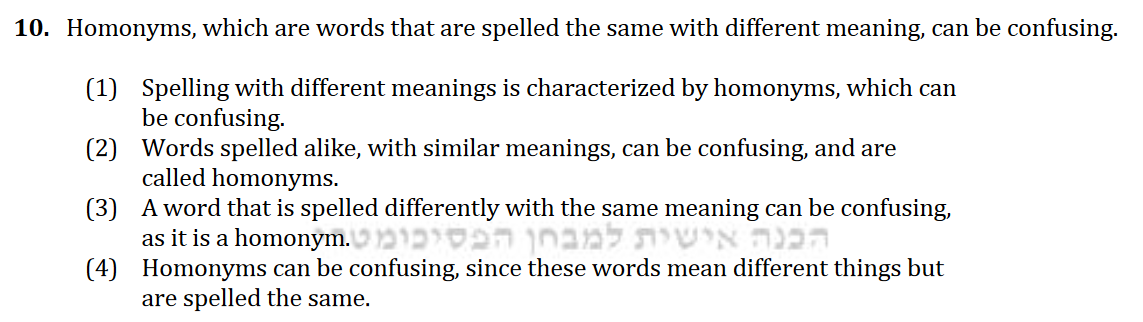 10. Homonyms, which are words that are spelled the same with different meaning, can be confusing.
(1) Spelling with different meanings is characterized by homonyms, which can
be confusing.
(2) Words spelled alike, with similar meanings, can be confusing, and are
called homonyms.
(3) A word that is spelled differently with the same meaning can be confusing,
as it is a homonym.
הכנה אישית למבחן הפסיכומטרי
(4) Homonyms can be confusing, since these words mean different things but
are spelled the same.